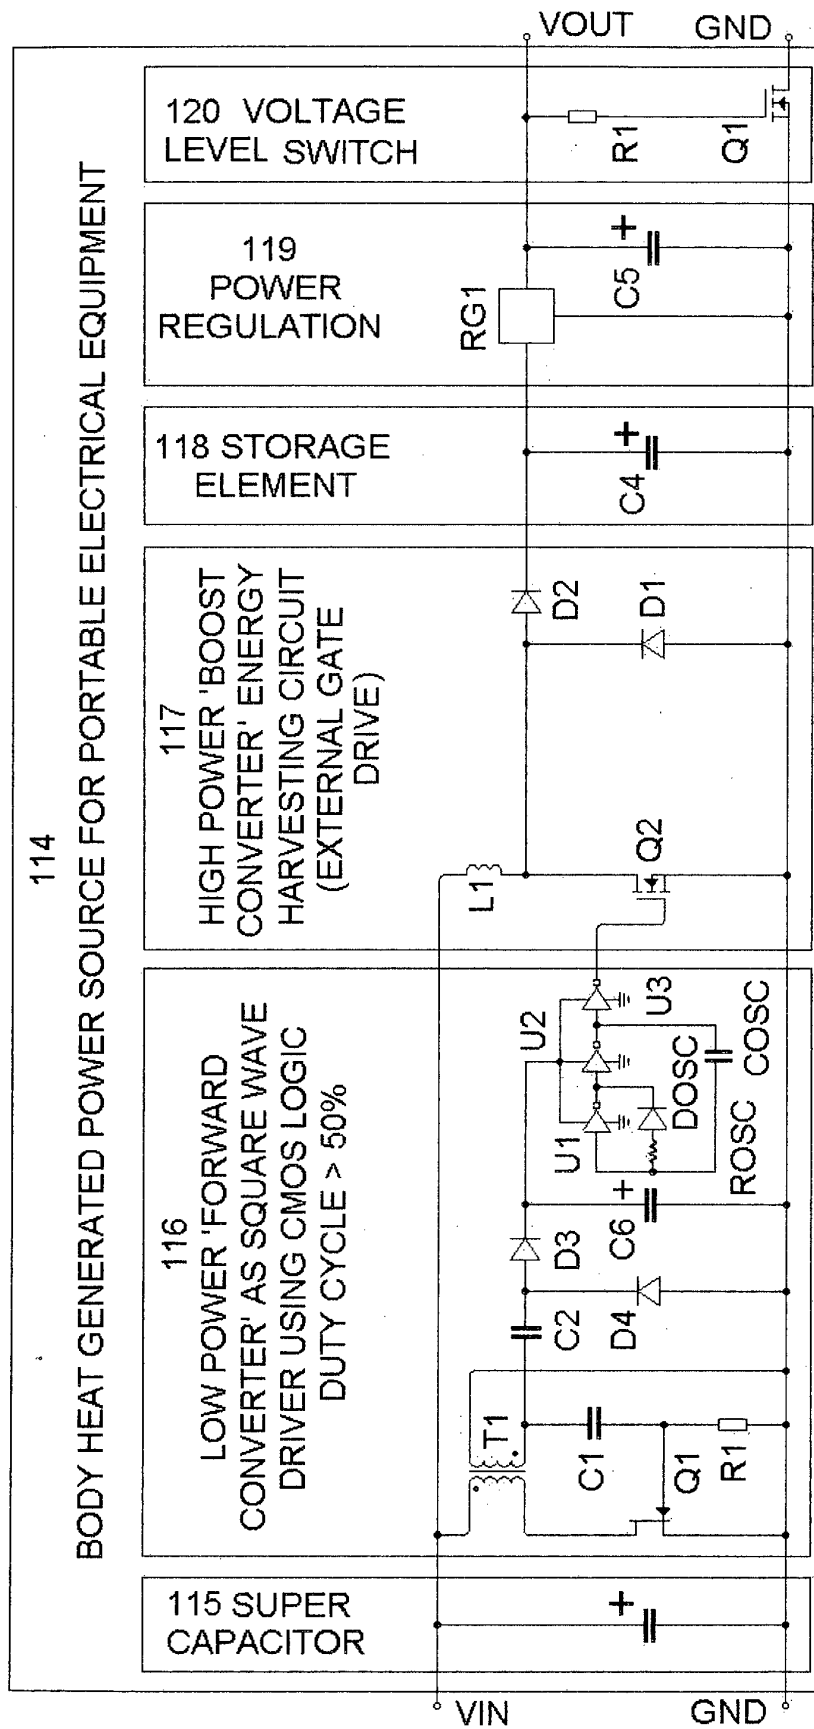 114
BODY HEAT GENERATED POWER SOURCE FOR PORTABLE ELECTRICAL EQUIPMENT
115 SUPER
CAPACITOR
116
LOW POWER 'FORWARD
CONVERTER' AS SQUARE WAVE
DRIVER USING CMOS LOGIC
DUTY CYCLE > 50%
117
HIGH POWER 'BOOST
CONVERTER' ENERGY
HARVESTING CIRCUIT
(EXTERNAL GATE
DRIVE)
118 STORAGE
ELEMENT
119
POWER
REGULATION
120 VOLTAGE
LEVEL SWITCH
VIN
GND
+
T1
C1
Q1
R1
C2
D4
D3
C6
+
U1
U2
U3
DOSC
ROSC
COSC
L1
Q2
D2
D1
C4
+
RG1
C5
+
R1
Q1
VOUT
GND